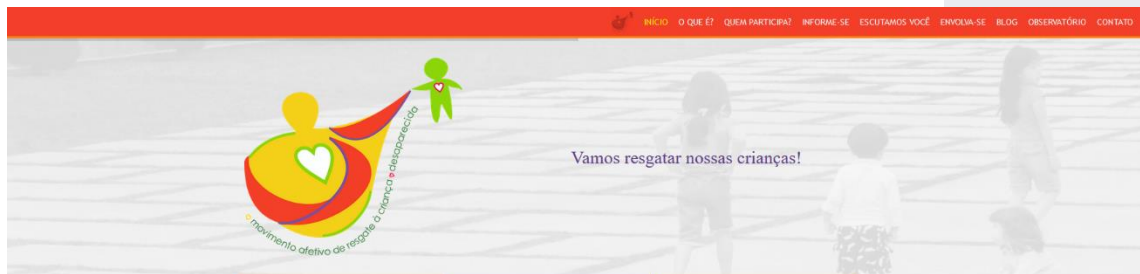 INÍCIO O QUE É? QUEM PARTICIPA? INFORME-SE ESCUTAMOS VOCÊ ENVOLVA-SE BLOG OBSERVATÓRIO CONTATO
o movimento afetivo de resgate à criança desaparecida
Vamos resgatar nossas crianças!